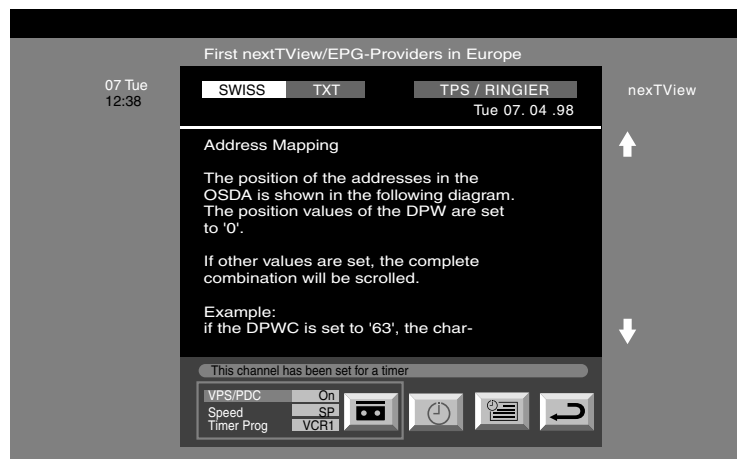 First nextTView/EPG-Providers in Europe
07 Tue
12:38
SWISS TXT TPS / RINGIER
Tue 07. 04 .98
nexTView
Address Mapping
The position of the addresses in the
OSDA is shown in the following diagram.
The position values of the DPW are set
to '0'.
If other values are set, the complete
combination will be scrolled.
Example:
if the DPWC is set to '63', the char-
This channel has been set for a timer
VPS/PDC On
Speed SP
Timer Prog VCR1